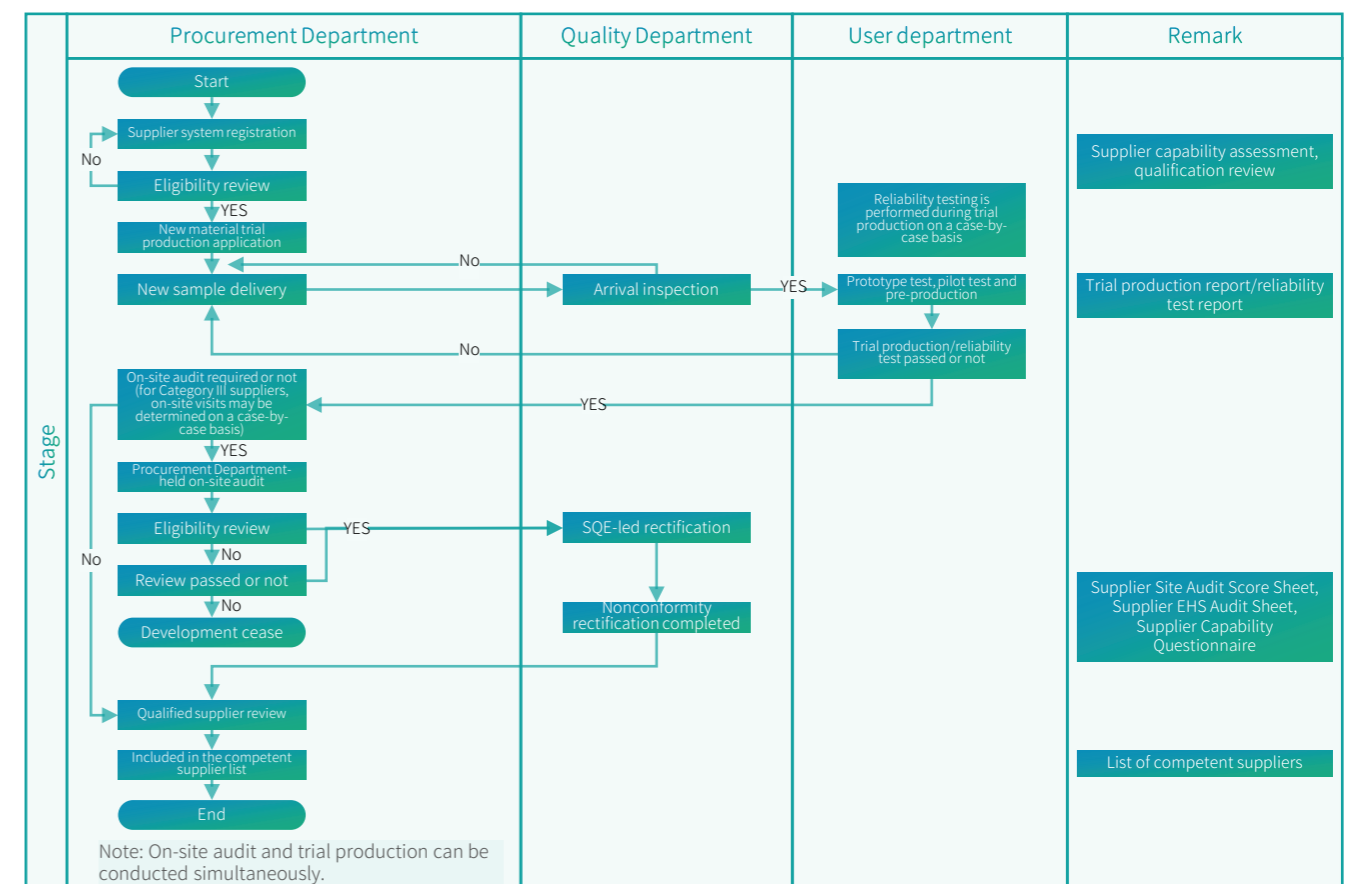 Procurement Department
Quality Department
User department
Remark
Stage
Start
Supplier system registration
No
Eligibility review
YES
New material trial
production application
New sample delivery
No
Arrival inspection
YES
Reliability testing is
performed during trial
production on a case-by-
case basis
Prototype test, pilot test and
pre-production
Trial production/reliability
test passed or not
No
YES
On-site audit required or not
(for Category III suppliers,
on-site visits may be
determined on a case-by-
case basis)
YES
No
Procurement Department-
held on-site audit
Eligibility review
YES
No
Review passed or not
No
Development cease
SQE-led rectification
Nonconformity
rectification completed
Qualified supplier review
Included in the competent
supplier list
End
Note: On-site audit and trial production can be
conducted simultaneously.
Supplier capability assessment,
qualification review
Trial production report/reliability
test report
Supplier Site Audit Score Sheet,
Supplier EHS Audit Sheet,
Supplier Capability
Questionnaire
List of competent suppliers